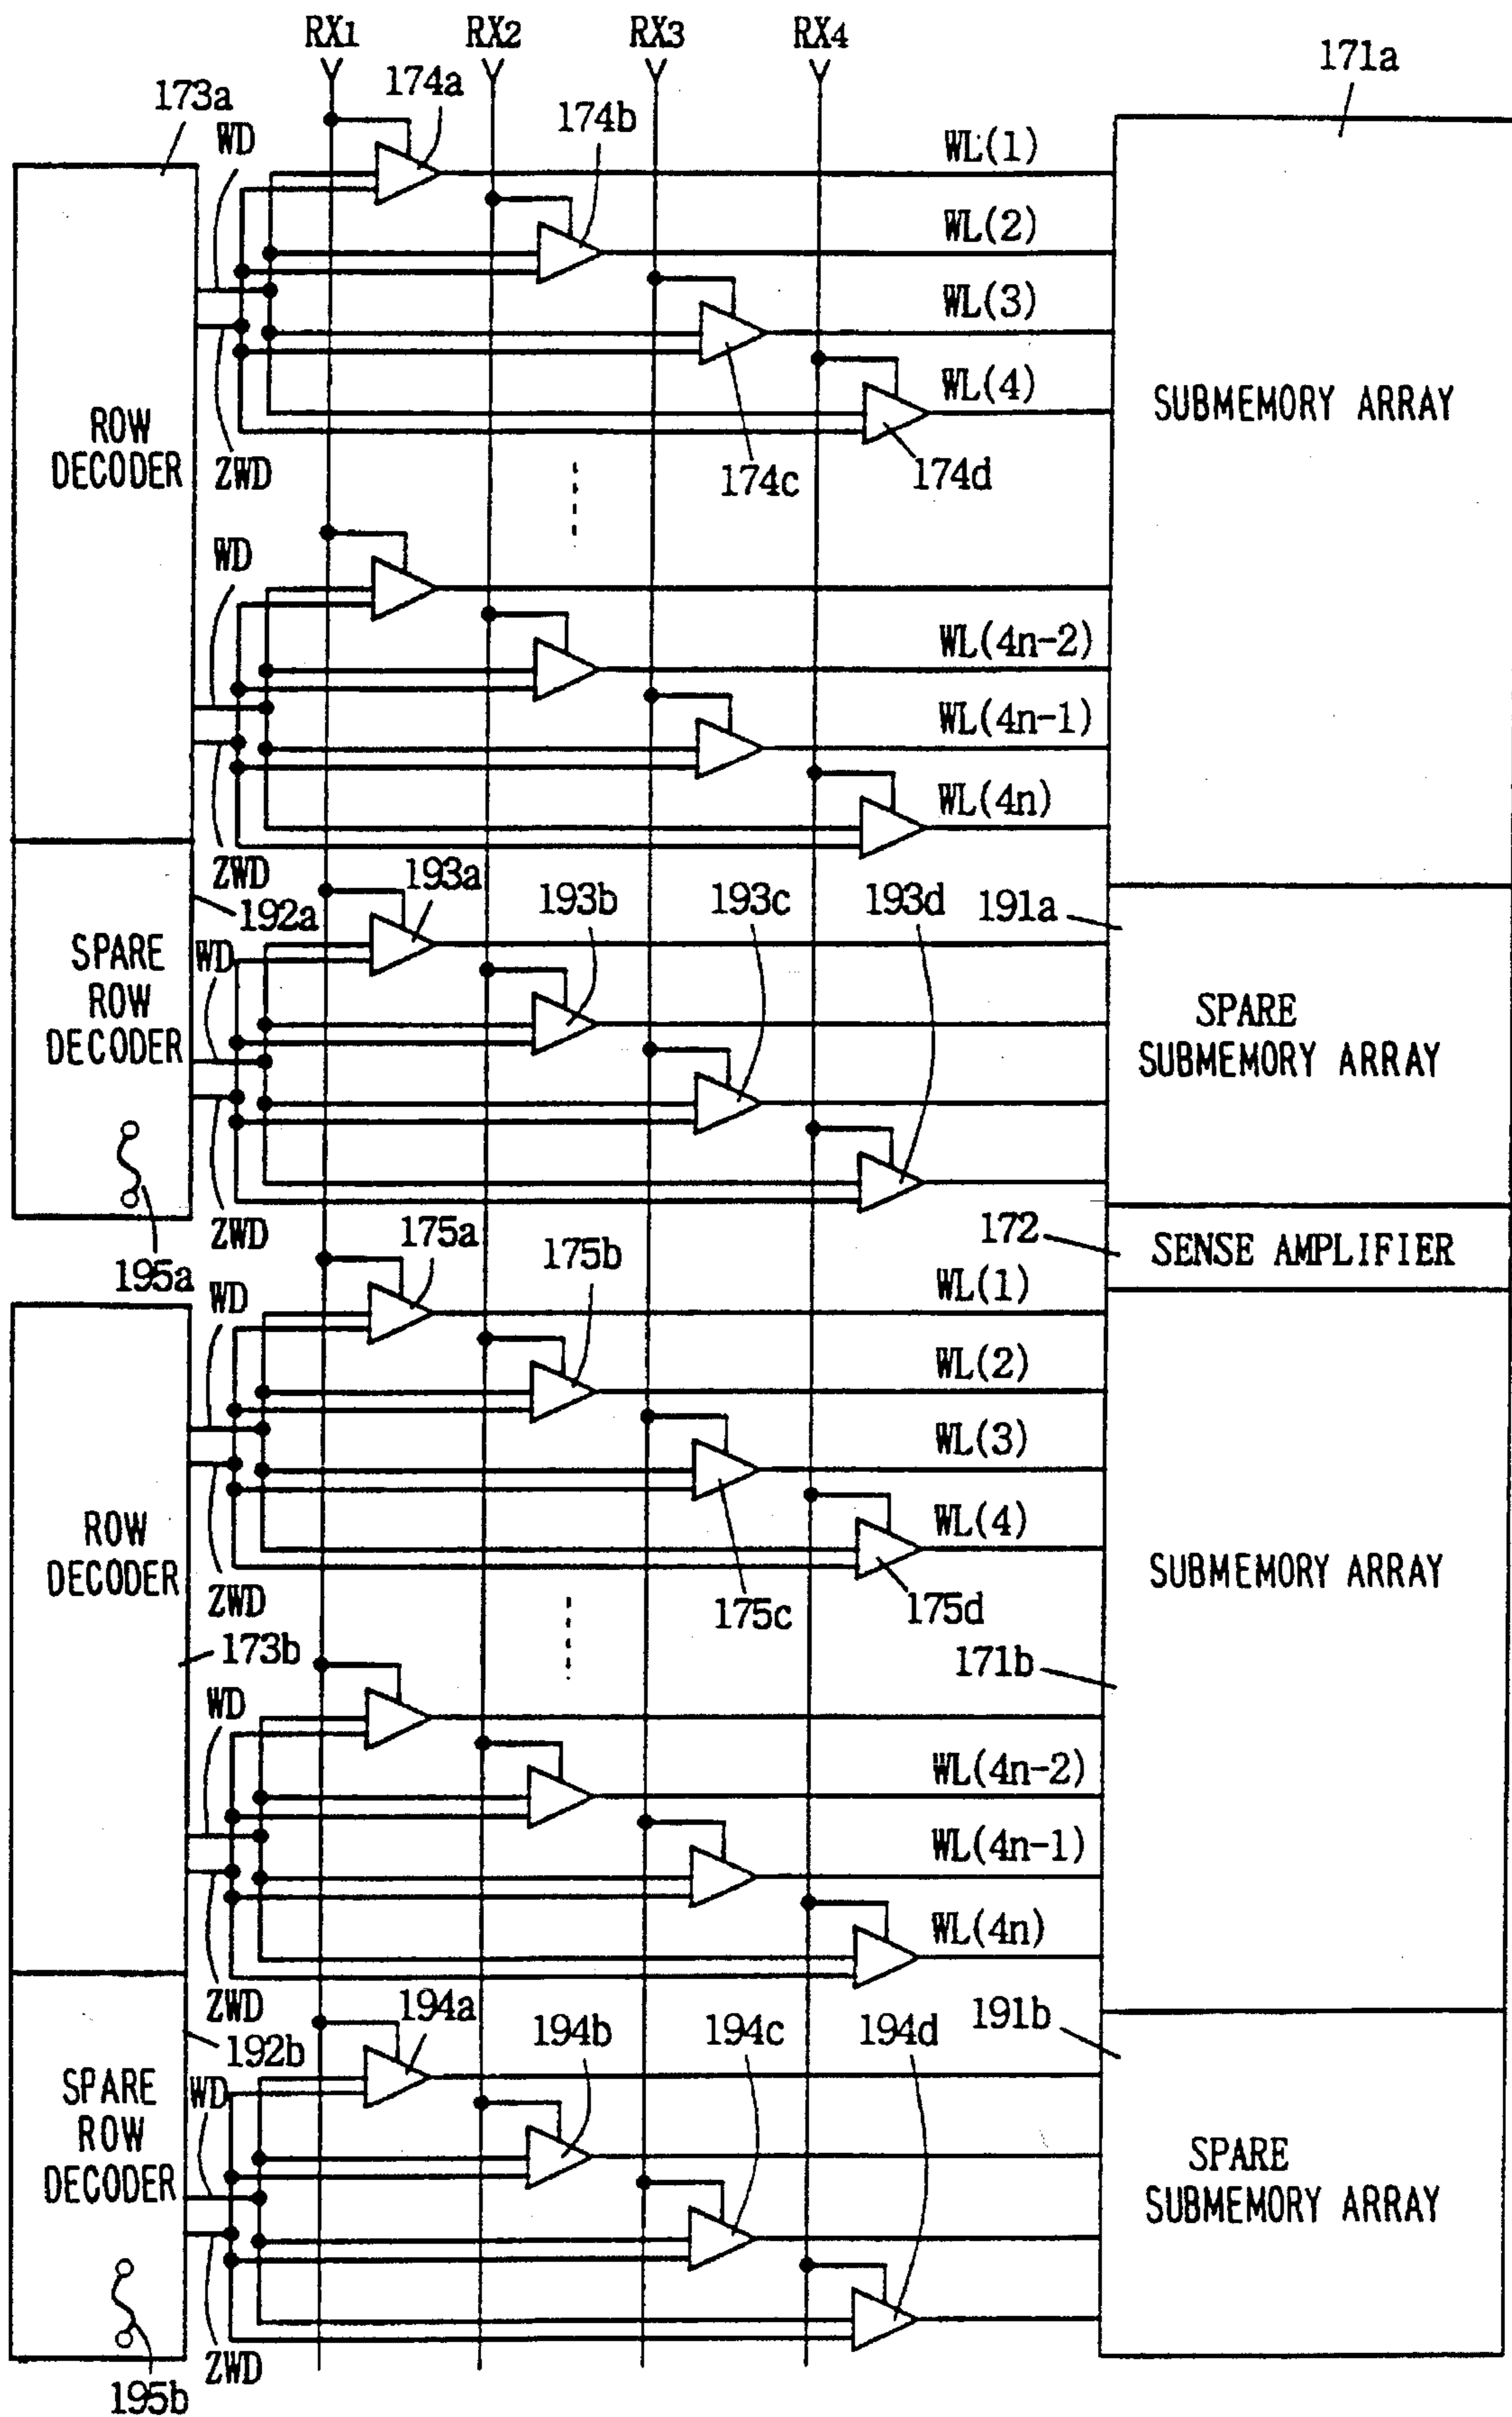 RX1 RX2 RX3 RX4
171a
173a
174a
WD
174b
WL(1)
WL(2)
WL(3)
WL(4)
ROW
DECODER
SUBMEMORY ARRAY
ZWD
174c
174d
WD
WL(4n-2)
WL(4n-1)
WL(4n)
ZWD
192a
193a
193b
193c
193d
191a
SPARE
ROW
DECODER
WD
SPARE
SUBMEMORY ARRAY
ZWD
195a
172
SENSE AMPLIFIER
175a
175b
WD
WL(1)
WL(2)
WL(3)
WL(4)
ROW
DECODER
SUBMEMORY ARRAY
ZWD
175c
175d
173b
171b
WD
WL(4n-2)
WL(4n-1)
WL(4n)
ZWD
192b
194a
194b
194c
194d
191b
SPARE
ROW
DECODER
WD
SPARE
SUBMEMORY ARRAY
ZWD
195b